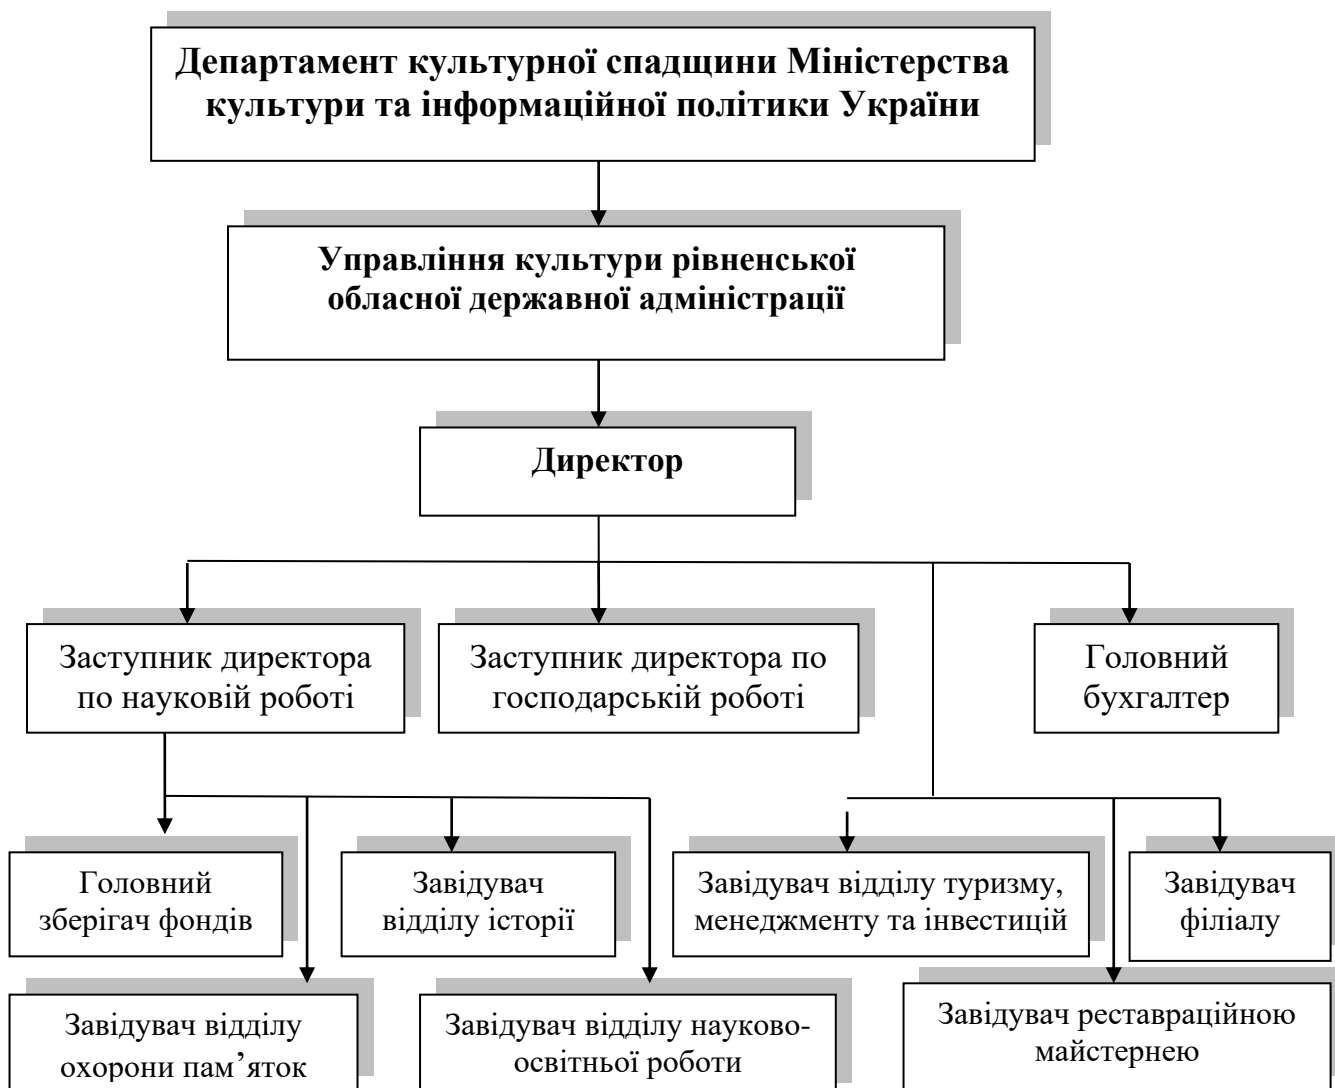 Департамент культурної спадщини Міністерства
культури та інформаційної політики України
Управління культури рівненської
обласної державної адміністрації
Директор
Заступник директора
по науковій роботі
Заступник директора по
господарській роботі
Головний
бухгалтер
Головний
зберігач фондів
Завідувач
відділу історії
Завідувач відділу туризму,
менеджменту та інвестицій
Завідувач
філіалу
Завідувач відділу
охорони пам’яток
Завідувач відділу науково-
освітньої роботи
Завідувач реставраційною
майстернею